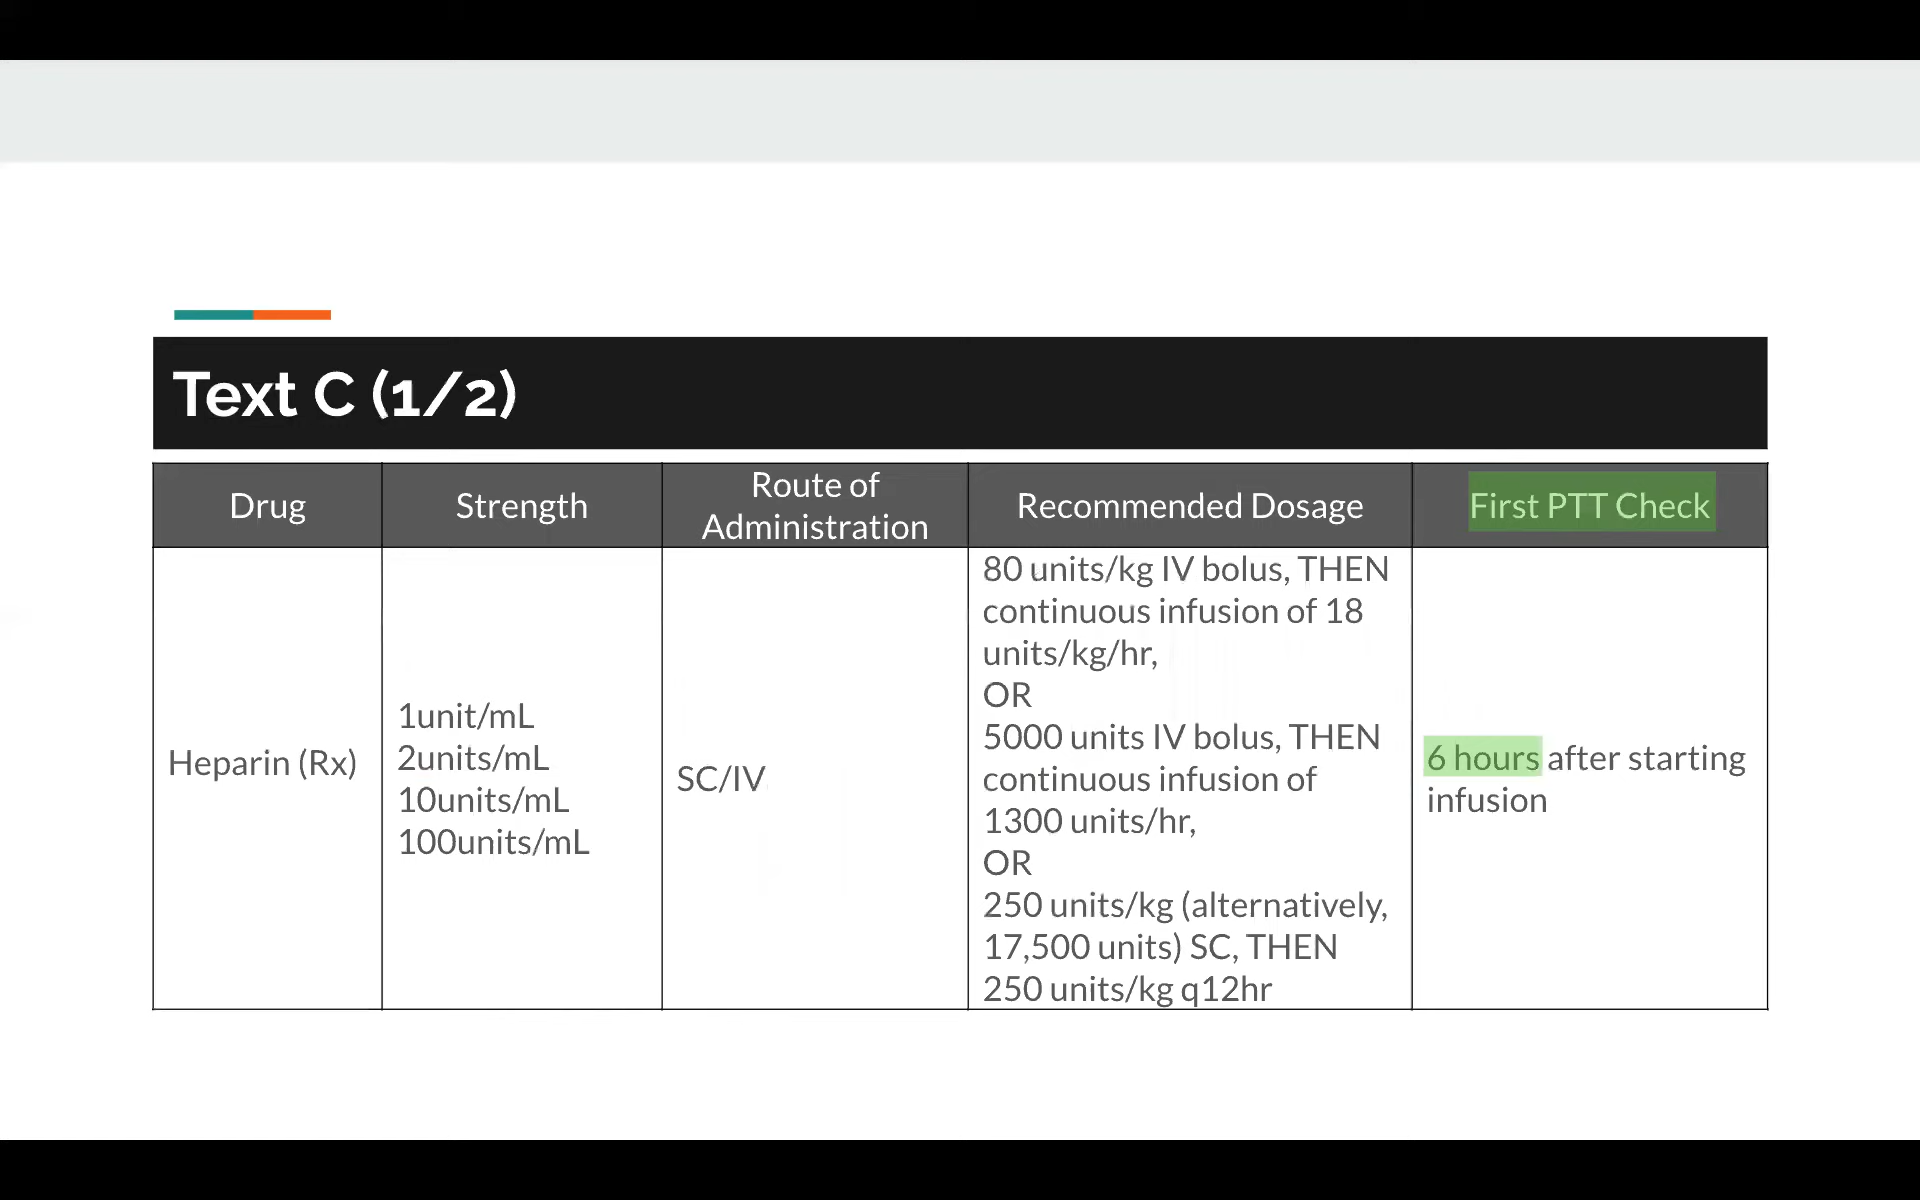 Text C (1/2)
Drug
Strength
Route of
Administration
Recommended Dosage
First PTT Check
Heparin (Rx)
1unit/mL
2units/mL
10units/mL
100units/mL
SC/IV
80 units/kg IV bolus, THEN
continuous infusion of 18
units/kg/hr,
OR
5000 units IV bolus, THEN
continuous infusion of
1300 units/hr,
OR
250 units/kg (alternatively,
17,500 units) SC, THEN
250 units/kg q12hr
6 hours after starting
infusion